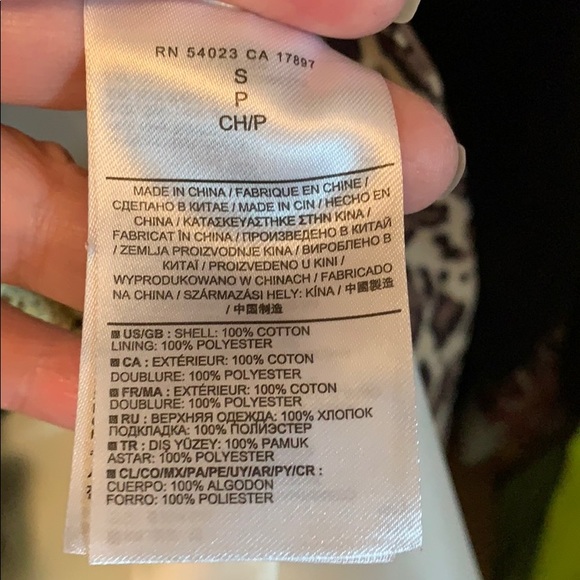 RN 54023 CA 17897
S
P
CH/P
MADE IN CHINA / FABRIQUE EN CHINE /
СДЕЛАНО В КИТАЕ / MADE IN CIN / HECHO EN
CHINA / ΚΑΤΑΣΚΕΥΑΣΤΗΚΕ ΣΤΗΝ ΚΙΝΑ /
FABRICAT ÎN CHINA / ПРОИЗВЕДЕНО В КИТАЙ
/ ZEMLJA PROIZVODNJE KINA / ВИРОБЛЕНО В
КИТАЇ / PROIZVEDENO U KINI /
WYPRODUKOWANO W CHINACH / FABRICADO
NA CHINA / SZÁRMAZÁSI HELY: KÍNA / 中國製造
/ 中国制造
US/GB : SHELL: 100% COTTON
LINING: 100% POLYESTER
CA : EXTÉRIEUR: 100% COTON
DOUBLURE: 100% POLYESTER
FR/MA : EXTÉRIEUR: 100% COTON
DOUBLURE: 100% POLYESTER
RU : ВЕРХНЯЯ ОДЕЖДА: 100% ХЛОПОК
ПОДКЛАДКА: 100% ПОЛИЭСТЕР
TR : DIŞ YÜZEY: 100% PAMUK
ASTAR: 100% POLYESTER
CL/CO/MX/PA/PE/UY/AR/PY/CR :
CUERPO: 100% ALGODON
FORRO: 100% POLIESTER